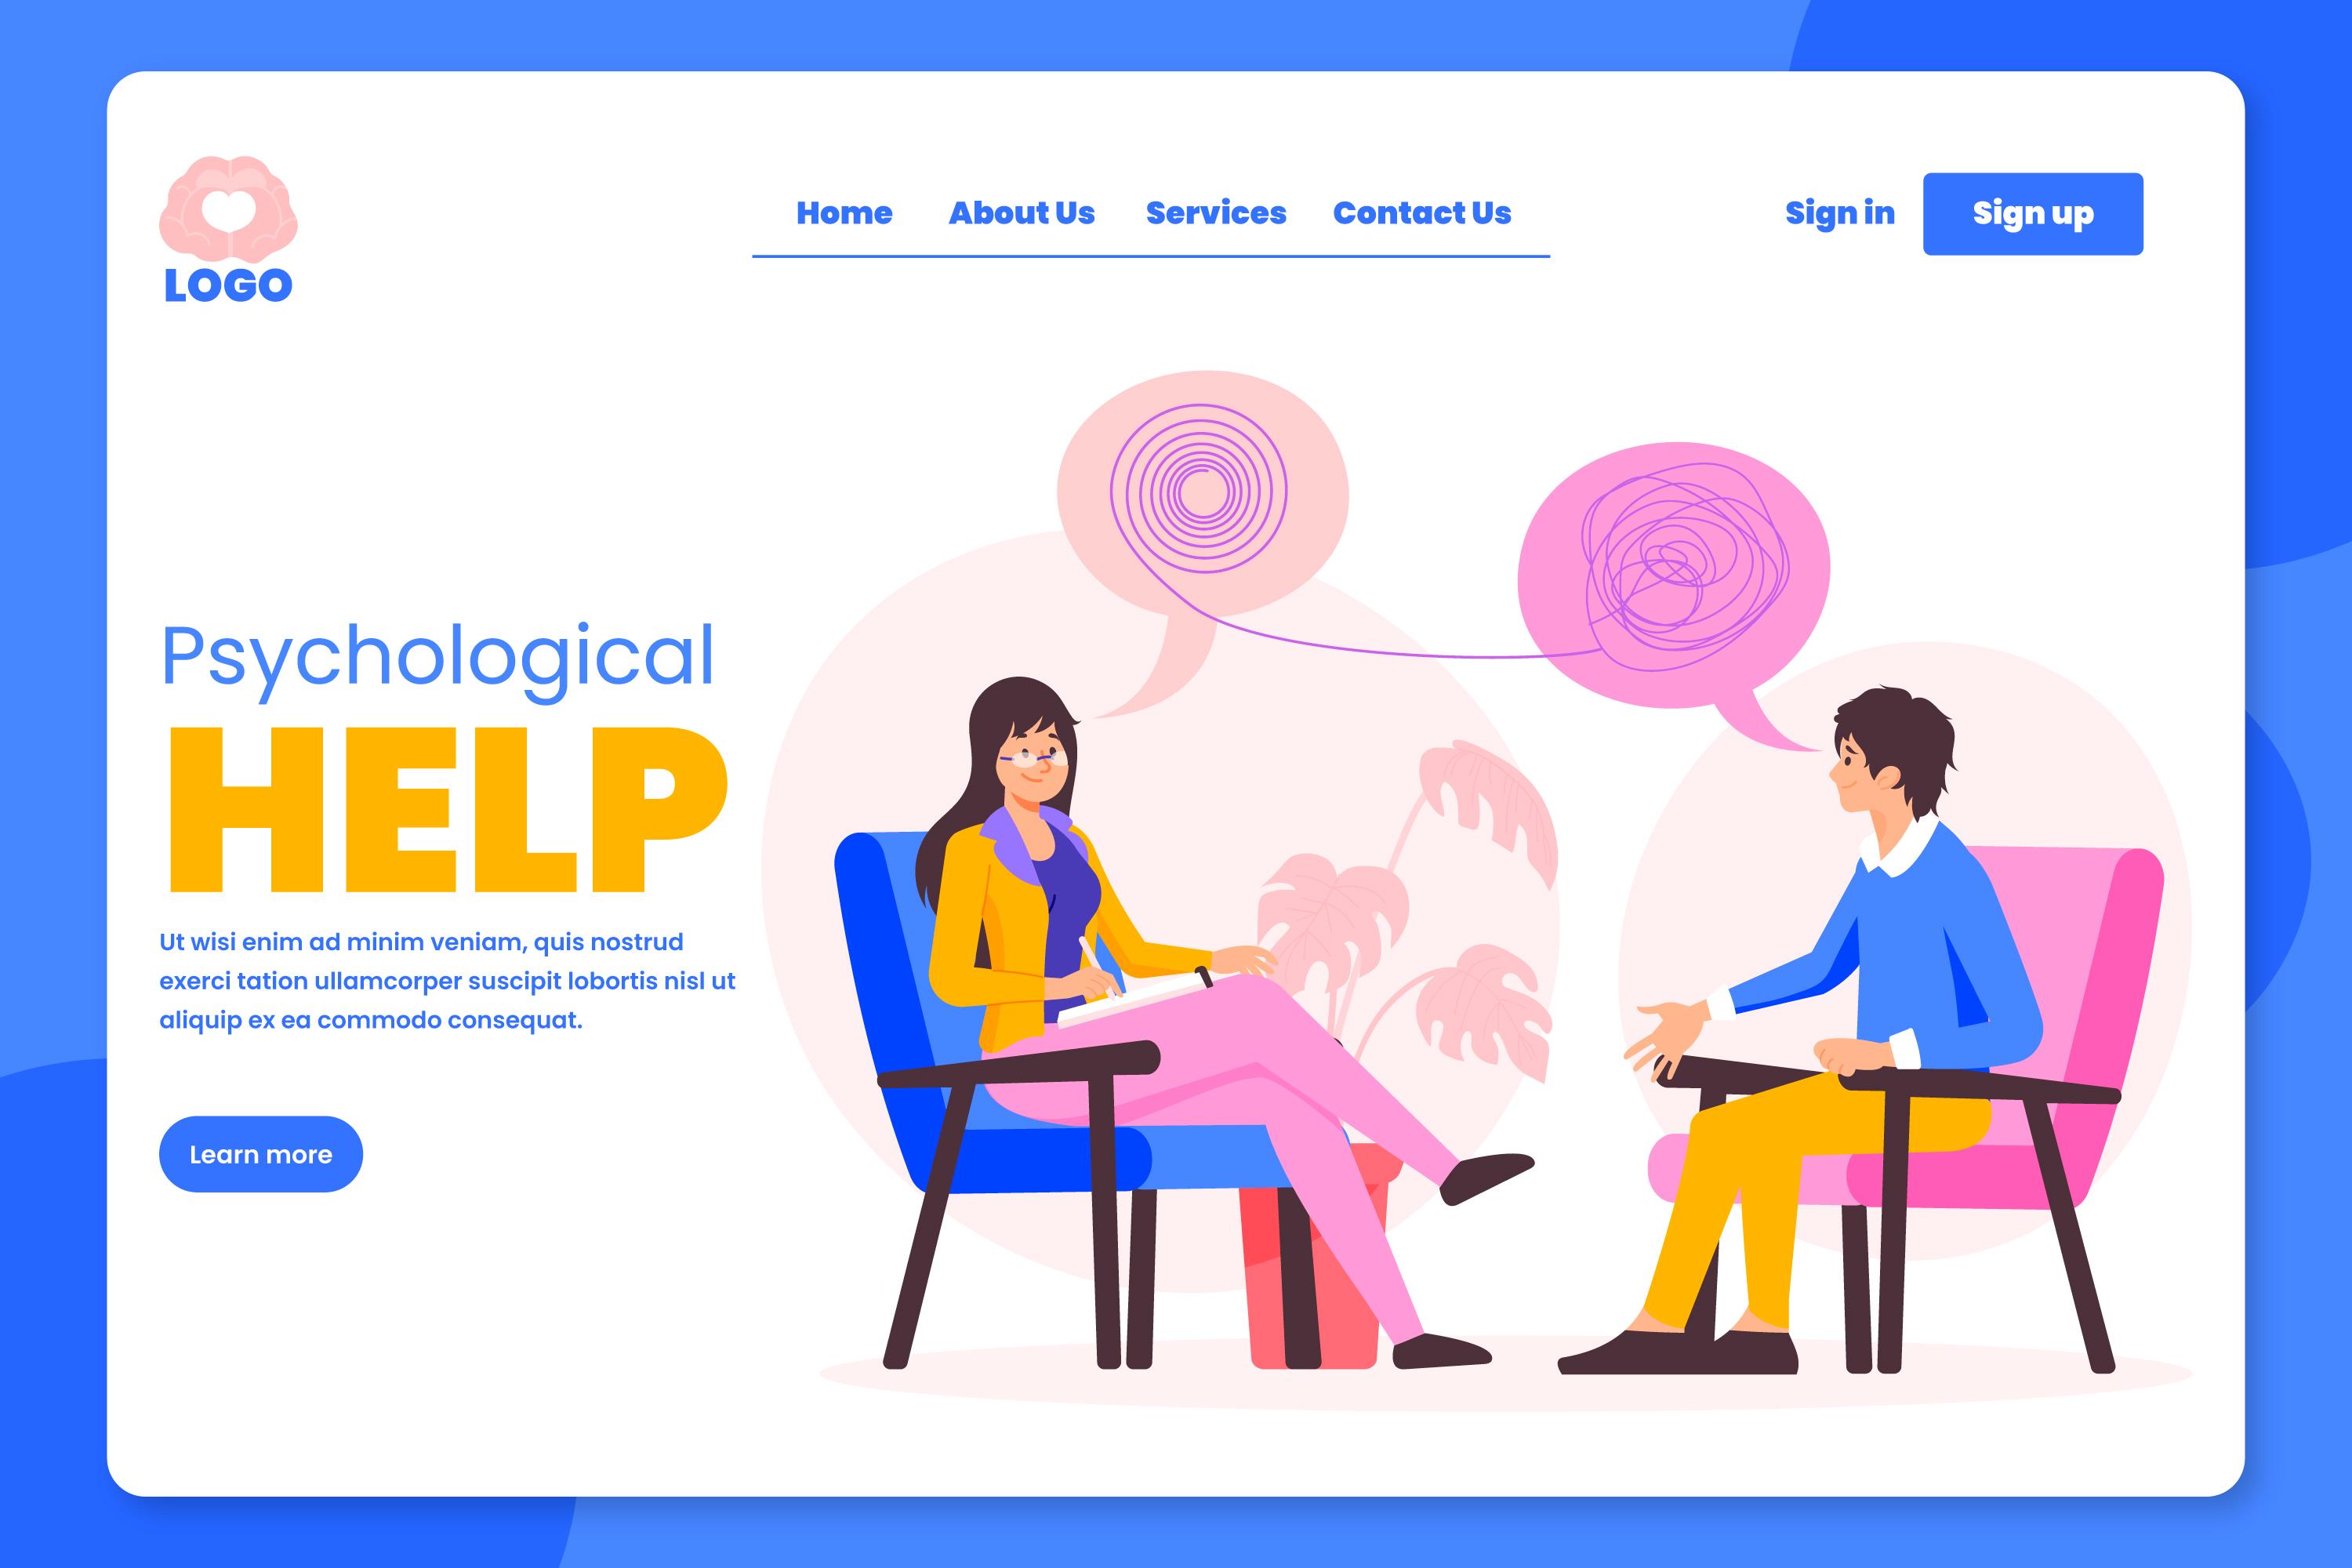 LOGO
Home About Us Services Contact Us
Sign in Sign up
Psychological
HELP
Ut wisi enim ad minim veniam, quis nostrud
exerci tation ullamcorper suscipit lobortis nisl ut
aliquip ex ea commodo consequat.
Learn more